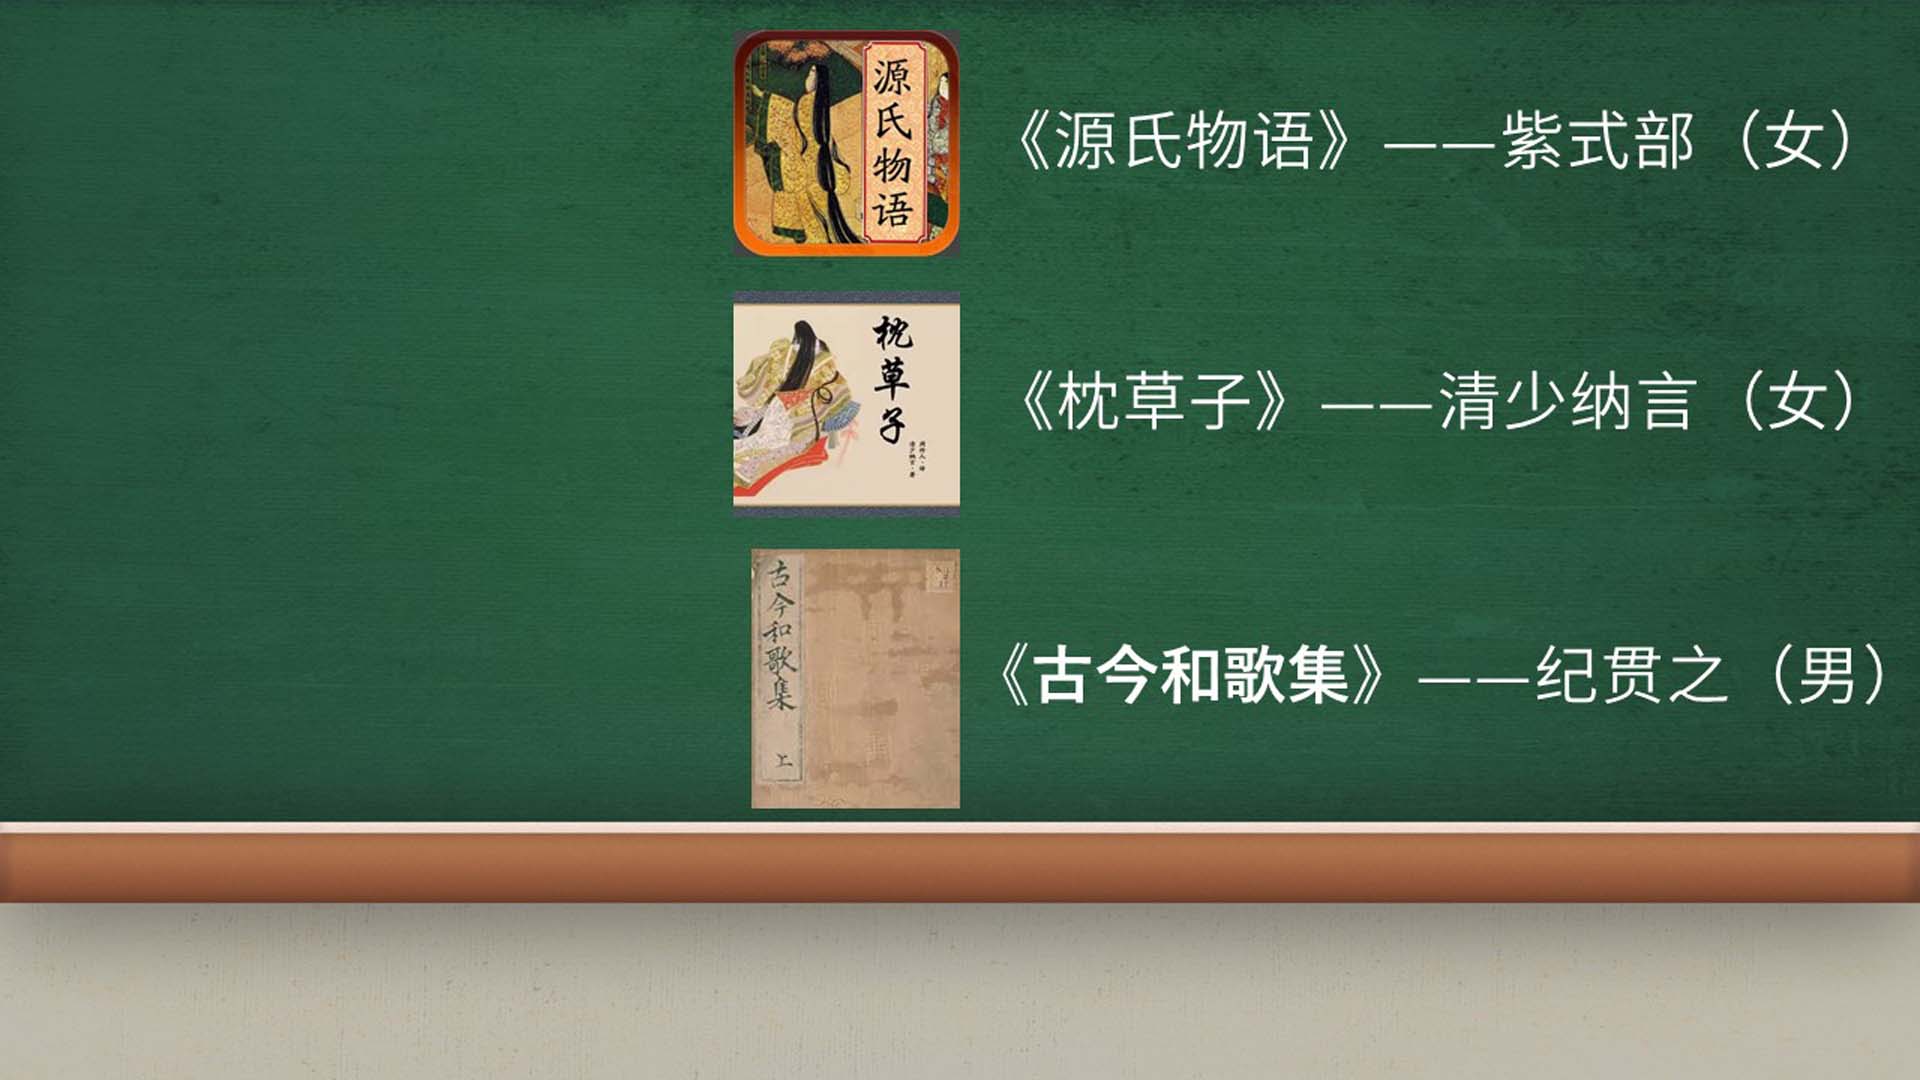 源氏物语
《源氏物语》——紫式部（女）
枕草子
《枕草子》——清少纳言（女）
古今和歌集 上
《古今和歌集》——纪贯之（男）